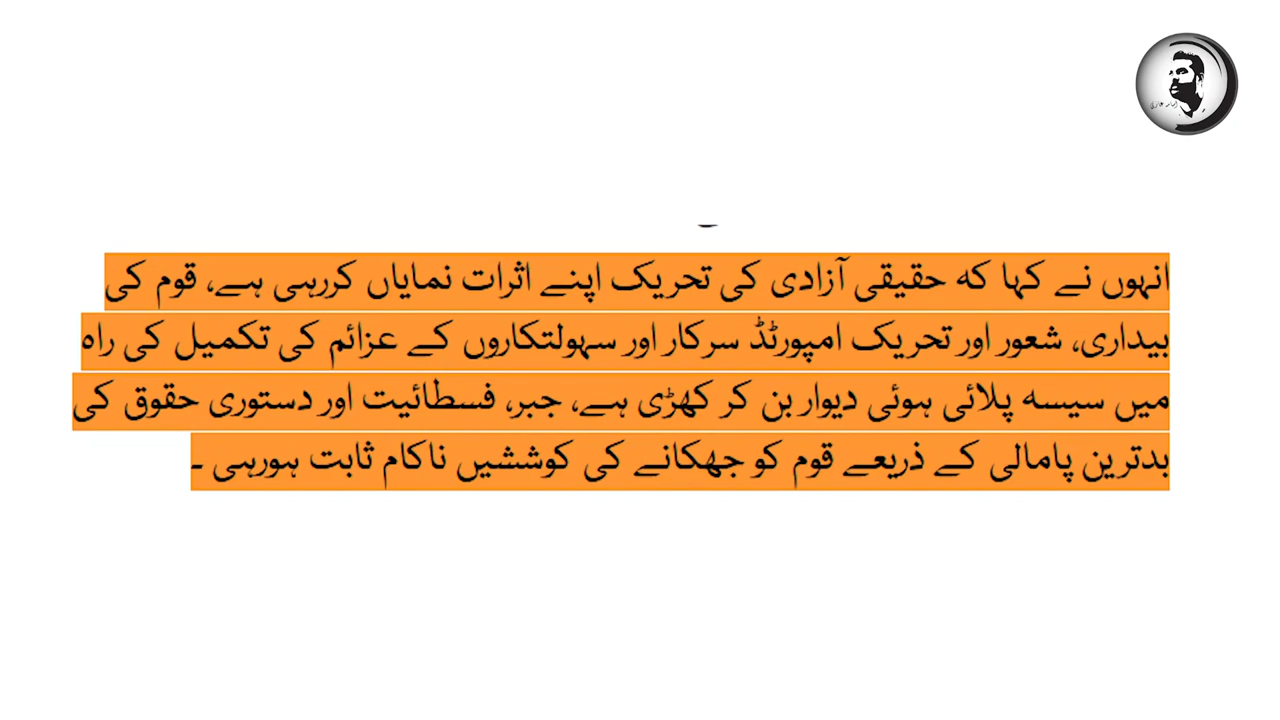 انہوں نے کہا کہ حقیقی آزادی کی تحریک اپنے اثرات نمایاں کررہی ہے، قوم کی
بیداری، شعور اور تحریک امپورٹڈ سرکار اور سہولتکاروں کے عزائم کی تکمیل کی راہ
میں سیسہ پلائی ہوئی دیوار بن کر کھڑی ہے، جبر، فسطائیت اور دستوری حقوق کی
بدترین پامالی کے ذریعے قوم کو جھکانے کی کوششیں ناکام ثابت ہورہی ۔